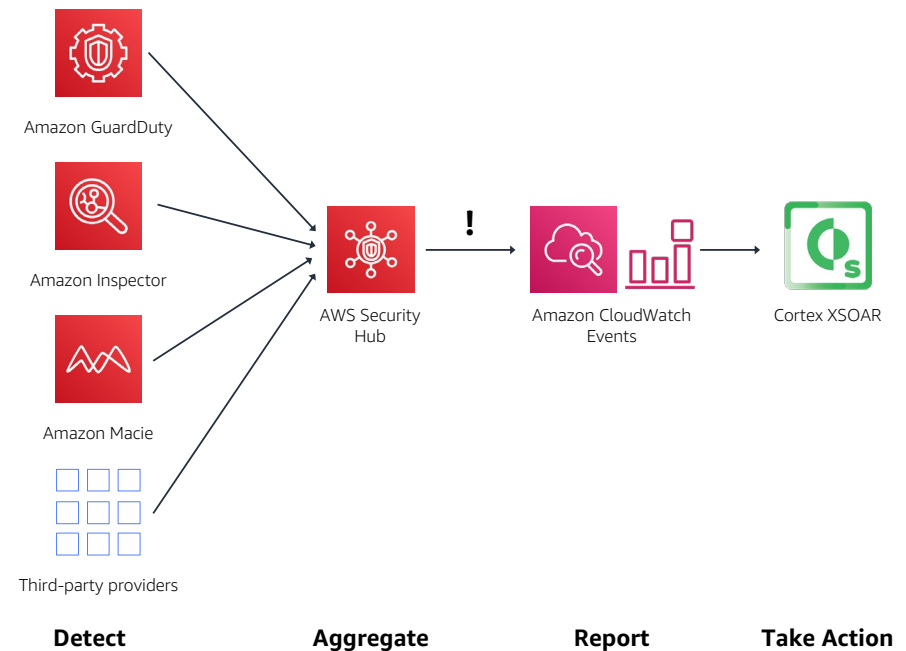 Amazon GuardDuty
Amazon Inspector
Amazon Macie
Third-party providers
!
AWS Security
Hub
Amazon CloudWatch
Events
S
Cortex XSOAR
Detect
Aggregate
Report
Take Action